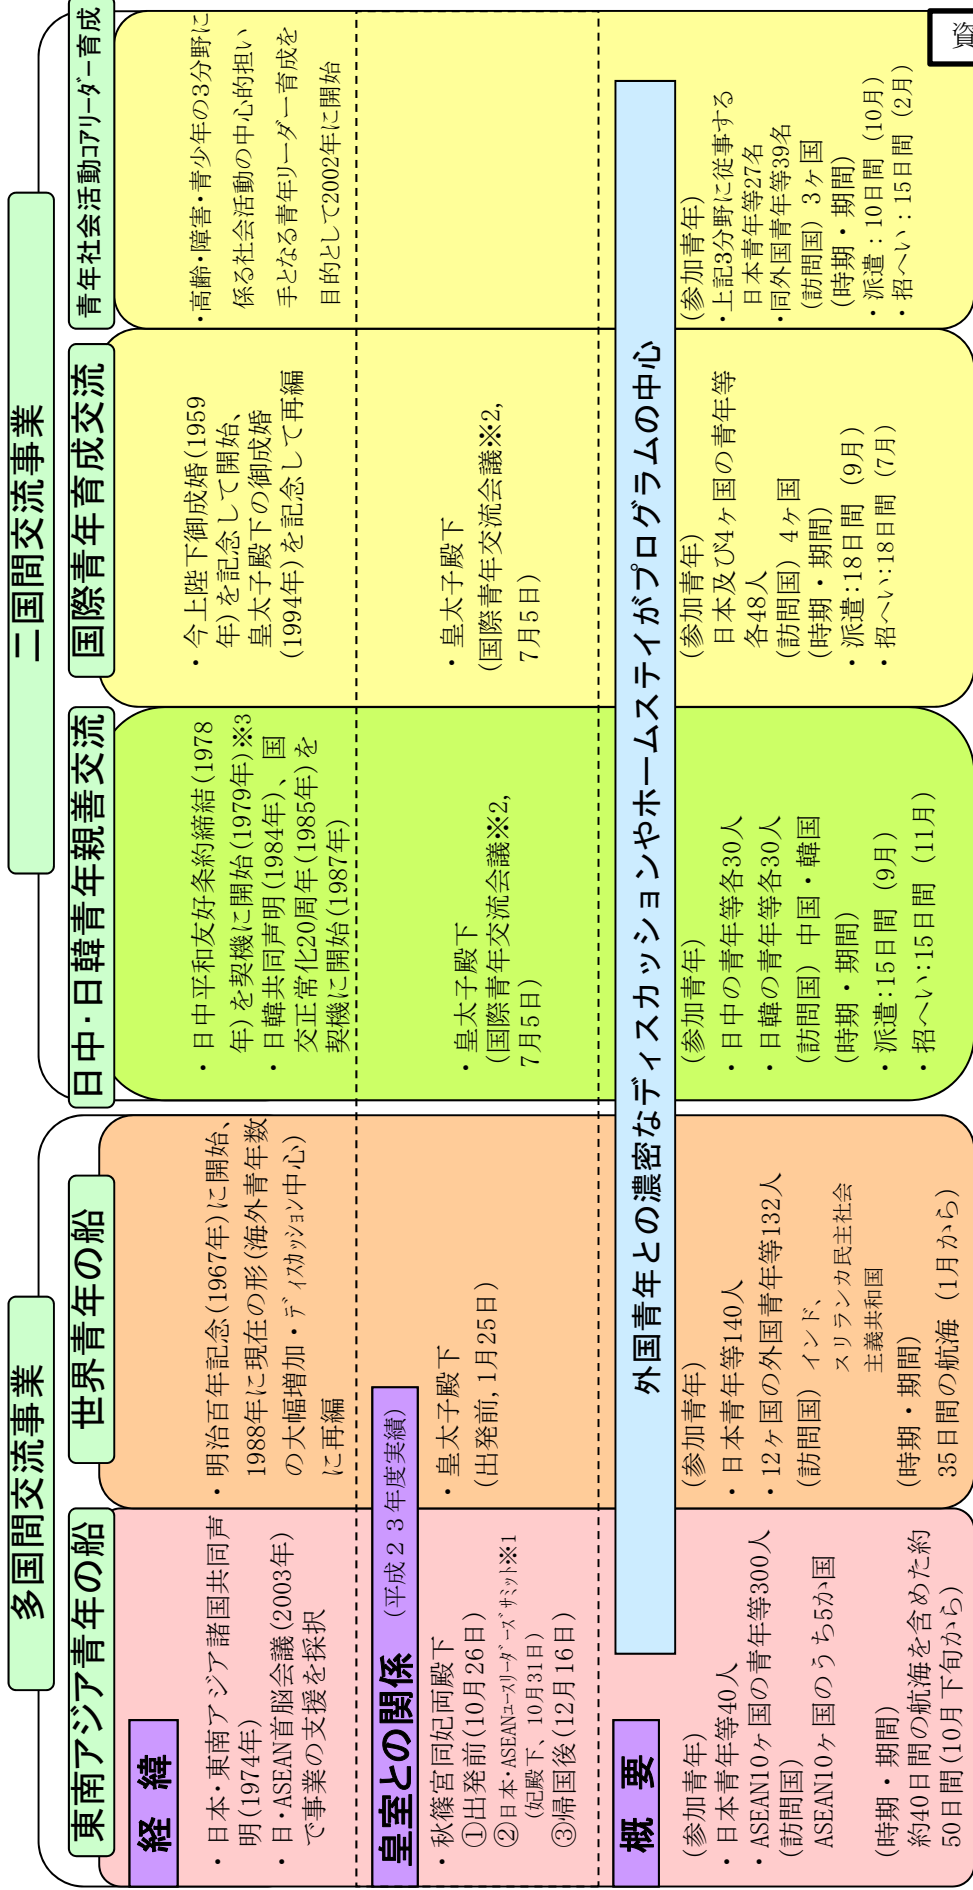 多国間交流事業
二国間交流事業
東南アジア青年の船
世界青年の船
日中・日韓青年親善交流
国際青年育成交流
青年社会活動コアリーダー育成
経 緯
・日本・東南アジア諸国共同声
明(1974年)
・日・ASEAN首脳会議(2003年)
で事業の支援を採択
・明治百年記念(1967年)に開始、
1988年に現在の形(海外青年数
の大幅増加・ディスカッション中心)
に再編
・日中平和友好条約締結(1978
年)を契機に開始(1979年)※3
・日韓共同声明(1984年)、国
交正常化20周年(1985年)を
契機に開始(1987年)
・今上陛下御成婚(1959
年)を記念して開始、
皇太子殿下の御成婚
(1994年)を記念して再編
・高齢・障害・青少年の3分野に
係る社会活動の中心的担い
手となる青年リーダー育成を
目的として2002年に開始
皇室との関係 (平成23年度実績)
・秋篠宮同妃両殿下
①出発前(10月26日)
②日本・ASEANユースリーダーズサミット※1
(妃殿下、10月31日)
③帰国後(12月16日)
・皇太子殿下
(出発前,1月25日)
・皇太子殿下
(国際青年交流会議※2,
7月5日)
・皇太子殿下
(国際青年交流会議※2,
7月5日)
外国青年との濃密なディスカッションやホームステイがプログラムの中心
概 要
(参加青年)
・日本青年等40人
・ASEAN10ヶ国の青年等300人
(訪問国)
ASEAN10ヶ国のうち5か国
(時期・期間)
約40日間の航海を含めた約
50日間(10月下旬から)
(参加青年)
・日本青年等140人
・12ヶ国の外国青年等132人
(訪問国) インド、
スリランカ民主社会
主義共和国
(時期・期間)
35日間の航海 (1月から)
(参加青年)
・日中の青年等各30人
・日韓の青年等各30人
(訪問国) 中国・韓国
(時期・期間)
・派遣:15日間 (9月)
・招へい:15日間 (11月)
(参加青年)
・日本及び4ヶ国の青年等
各48人
(訪問国) 4ヶ国
(時期・期間)
・派遣:18日間 (9月)
・招へい:18日間 (7月)
(参加青年)
・上記3分野に従事する
日本青年等27名
・同外国青年等39名
(訪問国) 3ヶ国
(時期・期間)
・派遣:10日間 (10月)
・招へい:15日間 (2月)
資